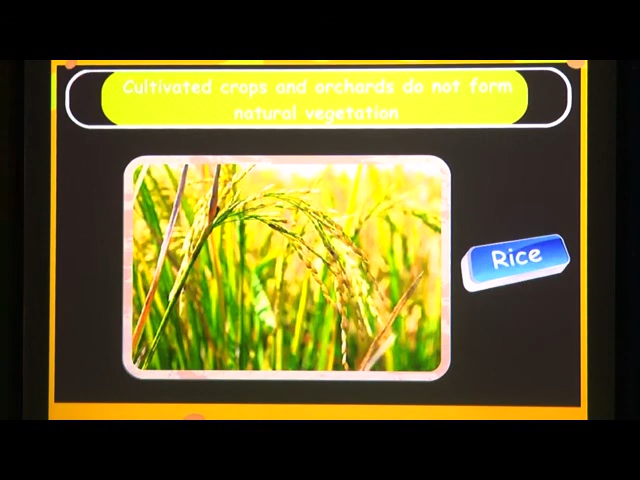 Cultivated crops and orchards do not form
natural vegetation
Rice